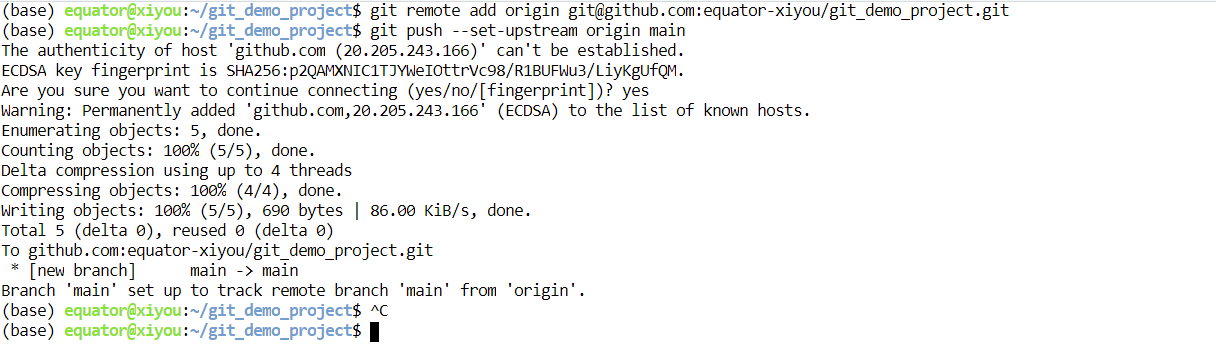 (base) equator@xiyou:~/git_demo_project$ git remote add origin git@github.com:equator-xiyou/git_demo_project.git
(base) equator@xiyou:~/git_demo_project$ git push --set-upstream origin main
The authenticity of host 'github.com (20.205.243.166)' can't be established.
ECDSA key fingerprint is SHA256:p2QAMXNIC1TJYWeIOttrVc98/R1BUFWu3/LiyKgUfQM.
Are you sure you want to continue connecting (yes/no/[fingerprint])? yes
Warning: Permanently added 'github.com,20.205.243.166' (ECDSA) to the list of known hosts.
Enumerating objects: 5, done.
Counting objects: 100% (5/5), done.
Delta compression using up to 4 threads
Compressing objects: 100% (4/4), done.
Writing objects: 100% (5/5), 690 bytes | 86.00 KiB/s, done.
Total 5 (delta 0), reused 0 (delta 0)
To github.com:equator-xiyou/git_demo_project.git
 * [new branch]      main -> main
Branch 'main' set up to track remote branch 'main' from 'origin'.
(base) equator@xiyou:~/git_demo_project$ ^C
(base) equator@xiyou:~/git_demo_project$